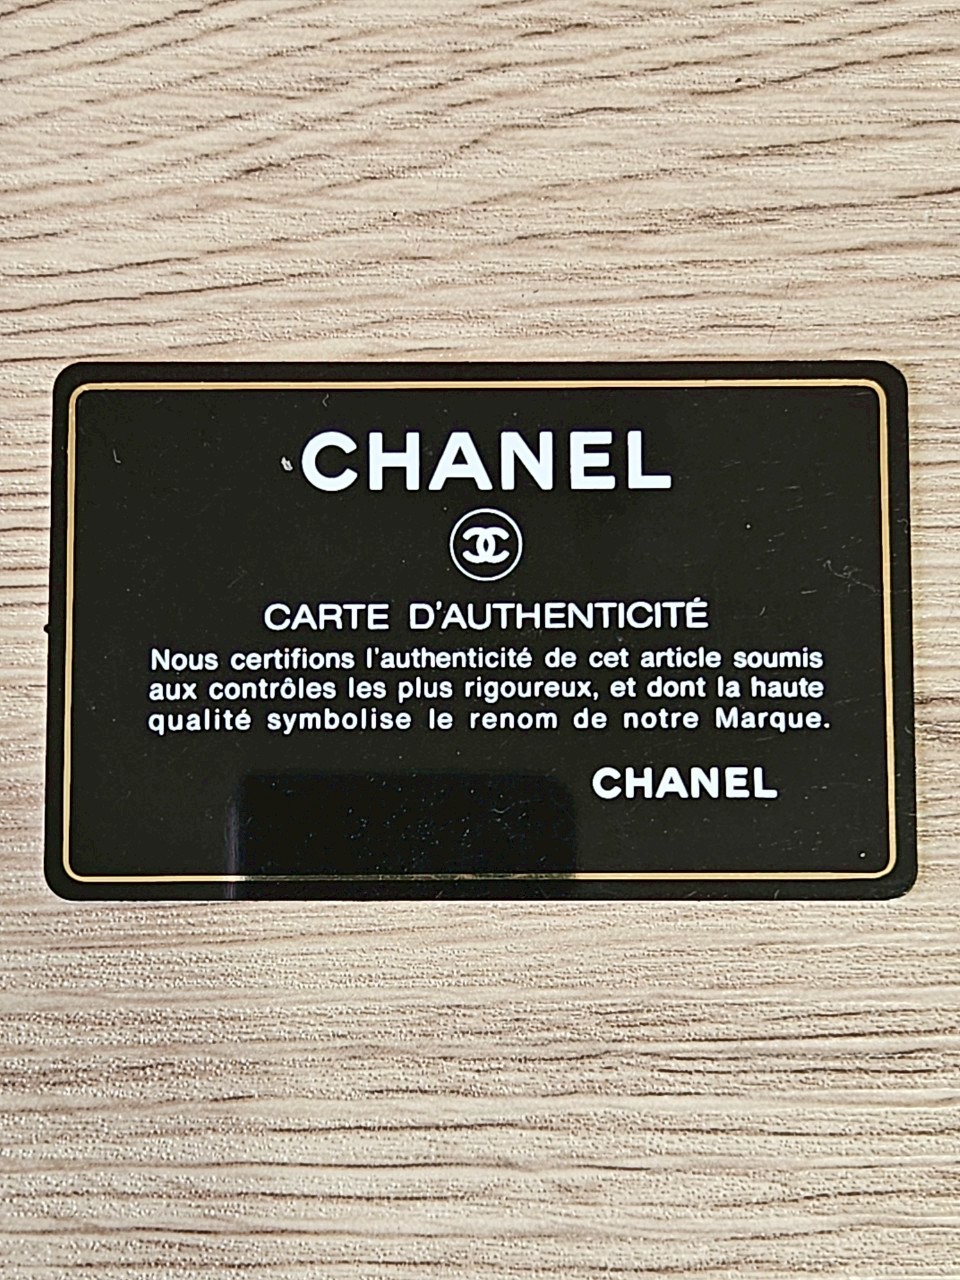 CHANEL
CARTE D'AUTHENTICITÉ
Nous certifions l'authenticité de cet article soumis
aux contrôles les plus rigoureux, et dont la haute
qualité symbolise le renom de notre Marque.
CHANEL